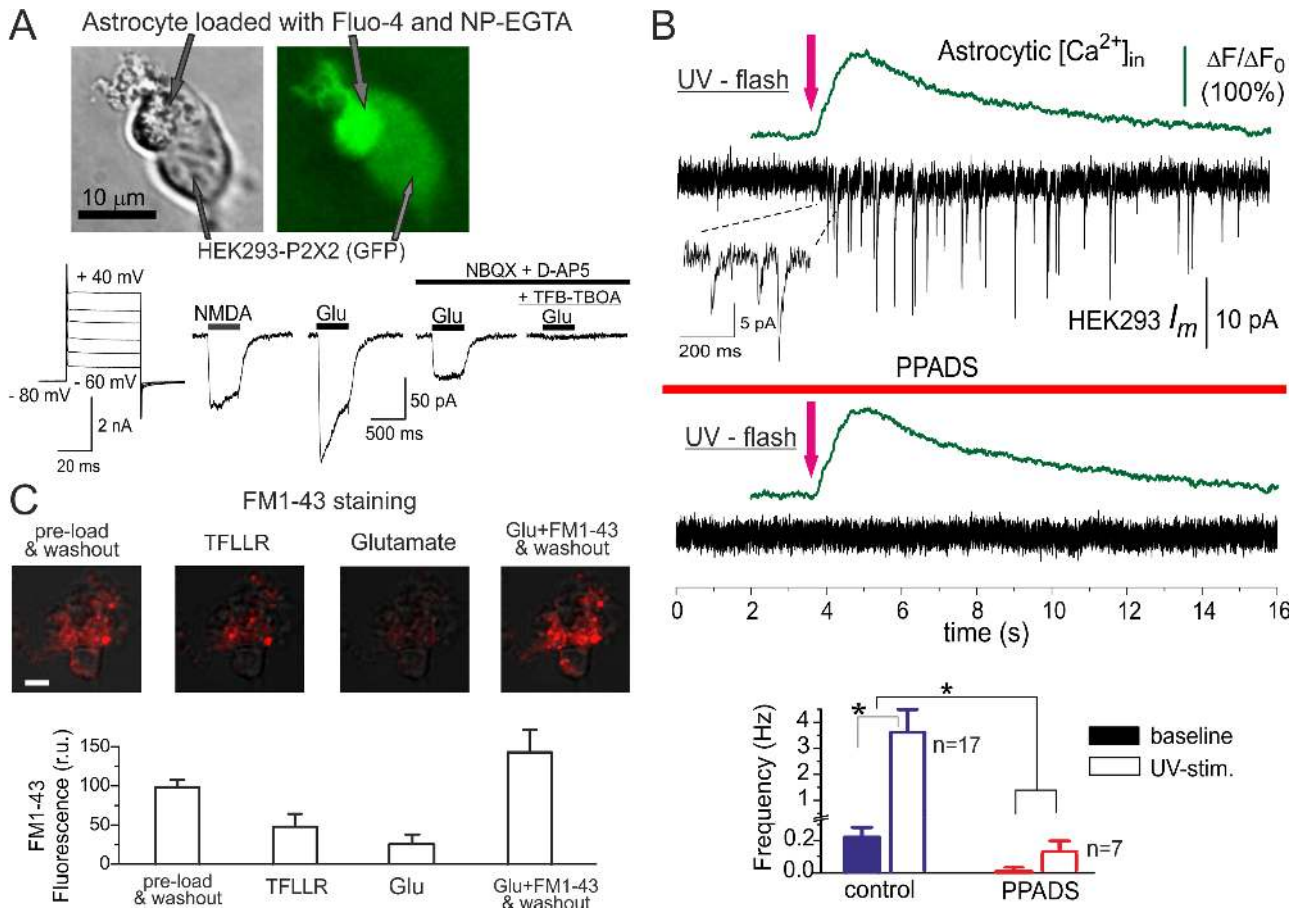 A
Astrocyte loaded with Fluo-4 and NP-EGTA
10 μm
HEK293-P2X2 (GFP)
+ 40 mV
- 80 mV
- 60 mV
2 nA
20 ms
NMDA
Glu
NBQX + D-AP5
Glu
+ TFB-TBOA
Glu
50 pA
500 ms
B
UV - flash
Astrocytic [Ca2+]in
ΔF/ΔF0
(100%)
5 pA
200 ms
HEK293 Im
10 pA
PPADS
UV - flash
0 2 4 6 8 10 12 14 16
time (s)
Frequency (Hz)
4
3
2
1
0.2
0.0
*
*
n=17
n=7
baseline
UV-stim.
control
PPADS
C
FM1-43 staining
pre-load
& washout
TFLLR
Glutamate
Glu+FM1-43
& washout
FM1-43
Fluorescence (r.u.)
150
100
50
0
pre-load
& washout
TFLLR
Glu
Glu+FM1-43
& washout